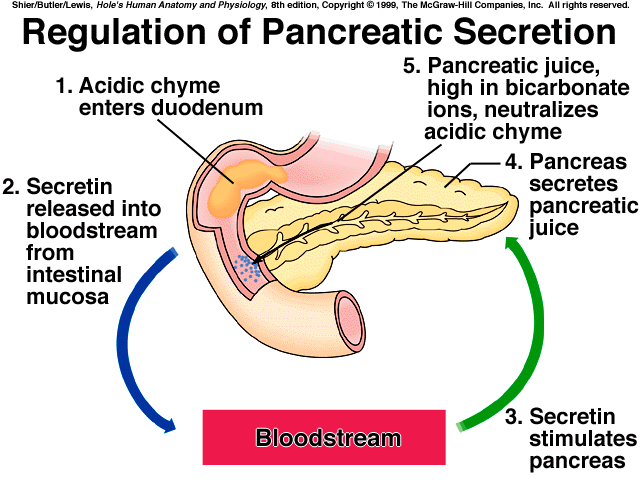 Shier/Butler/Lewis, Hole's Human Anatomy and Physiology, 8th edition, Copyright © 1999, The McGraw-Hill Companies, Inc. All rights reserved.
Regulation of Pancreatic Secretion
1. Acidic chyme
enters duodenum
5. Pancreatic juice,
high in bicarbonate
ions, neutralizes
acidic chyme
2. Secretin
released into
bloodstream
from
intestinal
mucosa
4. Pancreas
secretes
pancreatic
juice
Bloodstream
3. Secretin
stimulates
pancreas